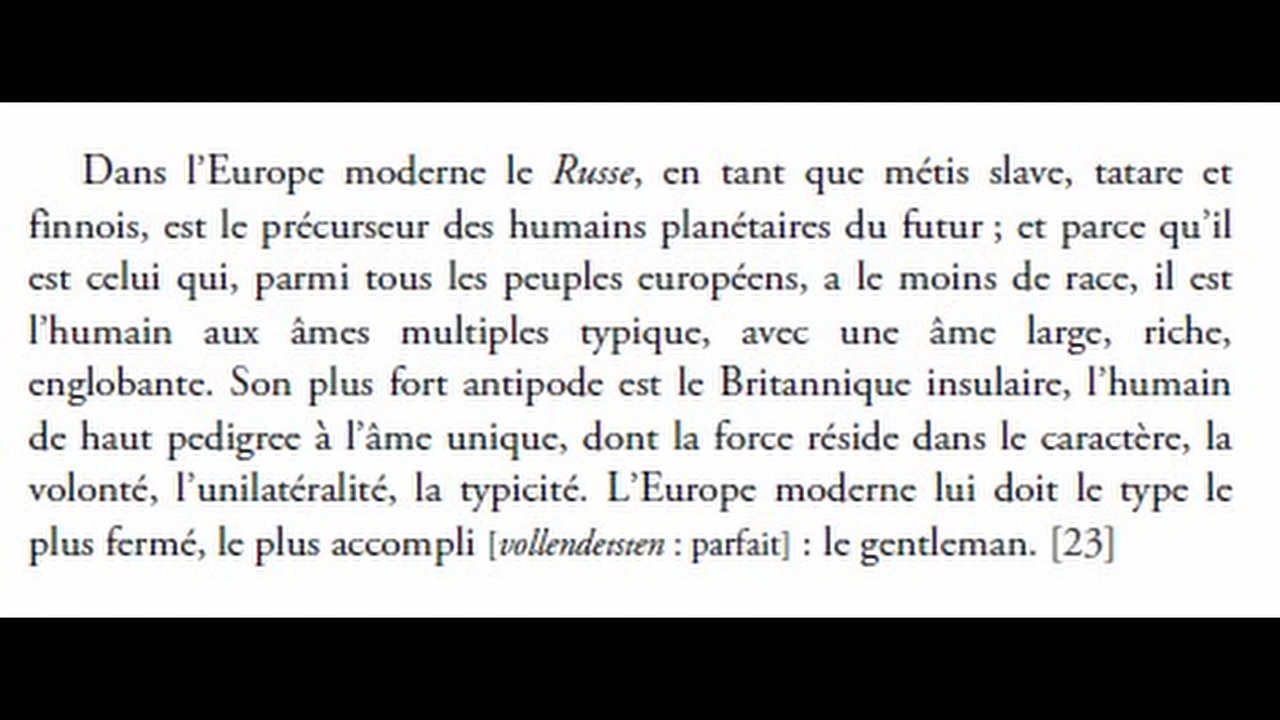 Dans l’Europe moderne le Russe, en tant que métis slave, tatare et
finnois, est le précurseur des humains planétaires du futur ; et parce qu’il
est celui qui, parmi tous les peuples européens, a le moins de race, il est
l’humain aux âmes multiples typique, avec une âme large, riche,
englobante. Son plus fort antipode est le Britannique insulaire, l’humain
de haut pedigree à l’âme unique, dont la force réside dans le caractère, la
volonté, l’unilatéralité, la typicité. L’Europe moderne lui doit le type le
plus fermé, le plus accompli [vollendetsten : parfait] : le gentleman. [23]